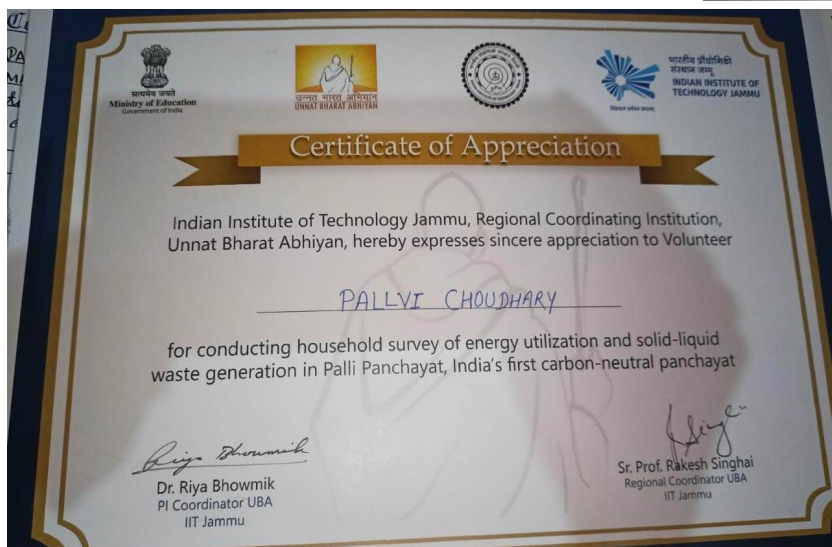 सत्यमेव जयते
Ministry of Education
Government of India
उन्नत भारत अभियान
UNNAT BHARAT ABHIYAN
भारतीय प्रौद्योगिकी
संस्थान जम्मू
INDIAN INSTITUTE OF
TECHNOLOGY JAMMU
Certificate of Appreciation
Indian Institute of Technology Jammu, Regional Coordinating Institution,
Unnat Bharat Abhiyan, hereby expresses sincere appreciation to Volunteer
PALLVI CHOUDHARY
for conducting household survey of energy utilization and solid-liquid
waste generation in Palli Panchayat, India's first carbon-neutral panchayat
Riya Bhowmik
Dr. Riya Bhowmik
PI Coordinator UBA
IIT Jammu
Sr. Prof. Rakesh Singhai
Regional Coordinator UBA
IIT Jammu